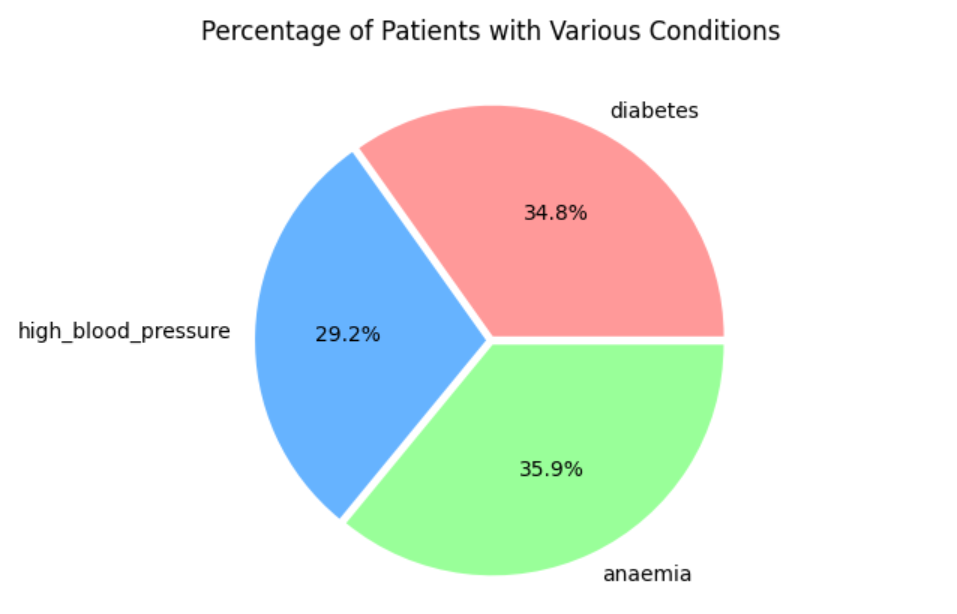 Percentage of Patients with Various Conditions
diabetes
34.8%
high_blood_pressure
29.2%
35.9%
anaemia